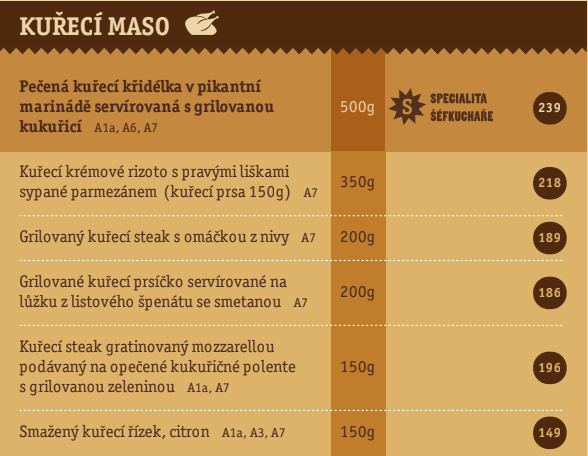 KUŘECÍ MASO
Pečená kuřecí křidélka v pikantní
marinádě servírovaná s grilovanou
kukuřicí A1a, A6, A7
500g
S
SPECIALITA
ŠÉFKUCHAŘE
239
Kuřecí krémové rizoto s pravými liškami
sypané parmezánem (kuřecí prsa 150g) A7
350g
218
Grilovaný kuřecí steak s omáčkou z nivy A7
200g
189
Grilované kuřecí prsíčko servírované na
lůžku z listového špenátu se smetanou A7
200g
186
Kuřecí steak gratinovaný mozzarellou
podávaný na opečené kukuřičné polente
s grilovanou zeleninou A1a, A7
150g
196
Smažený kuřecí řízek, citron A1a, A3, A7
150g
149